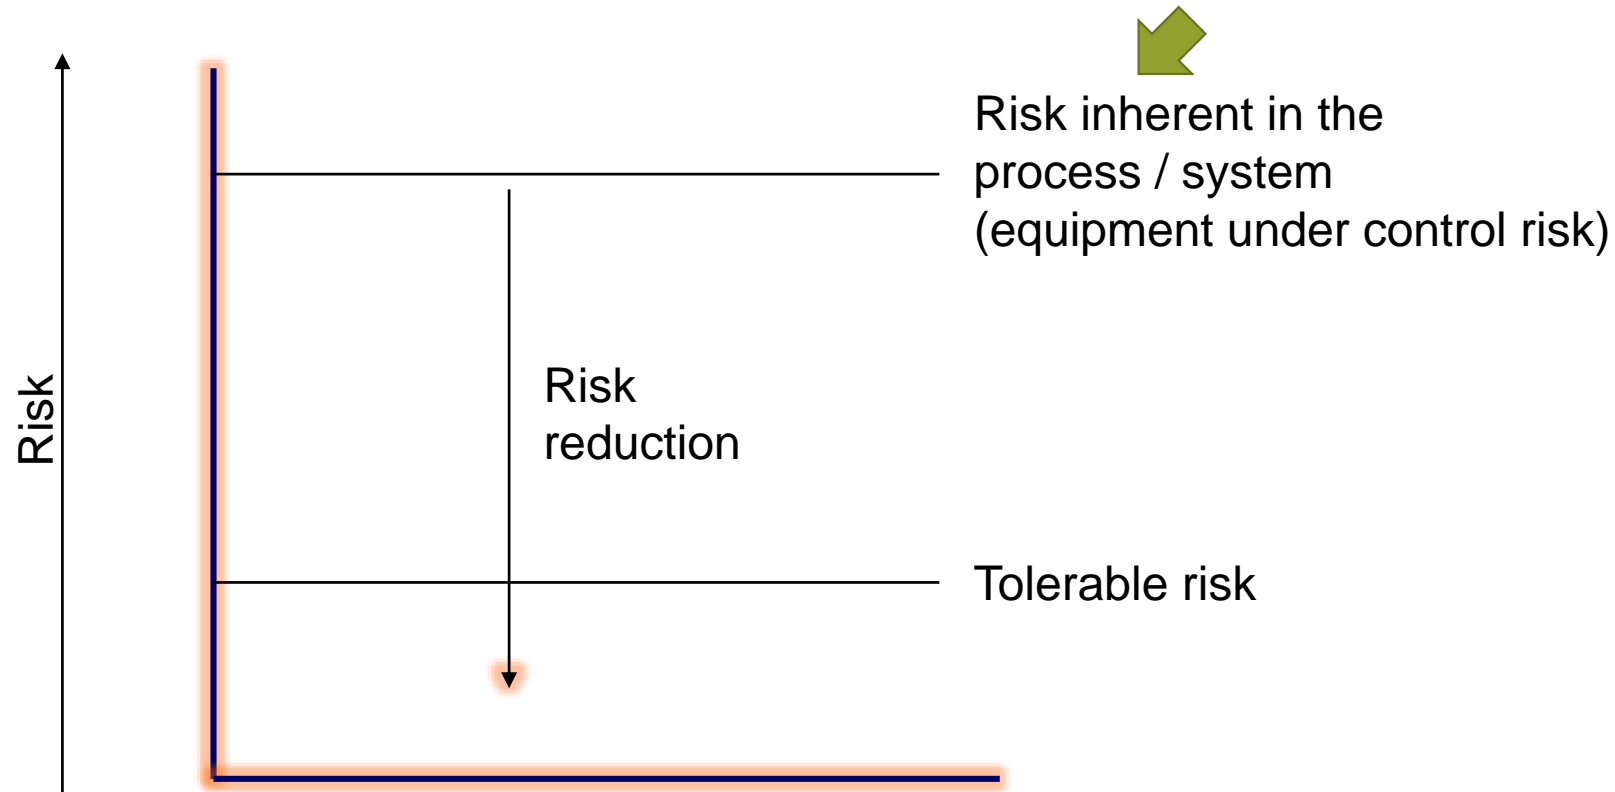 Risk inherent in the
process / system
(equipment under control risk)
Risk
Risk
reduction
Tolerable risk